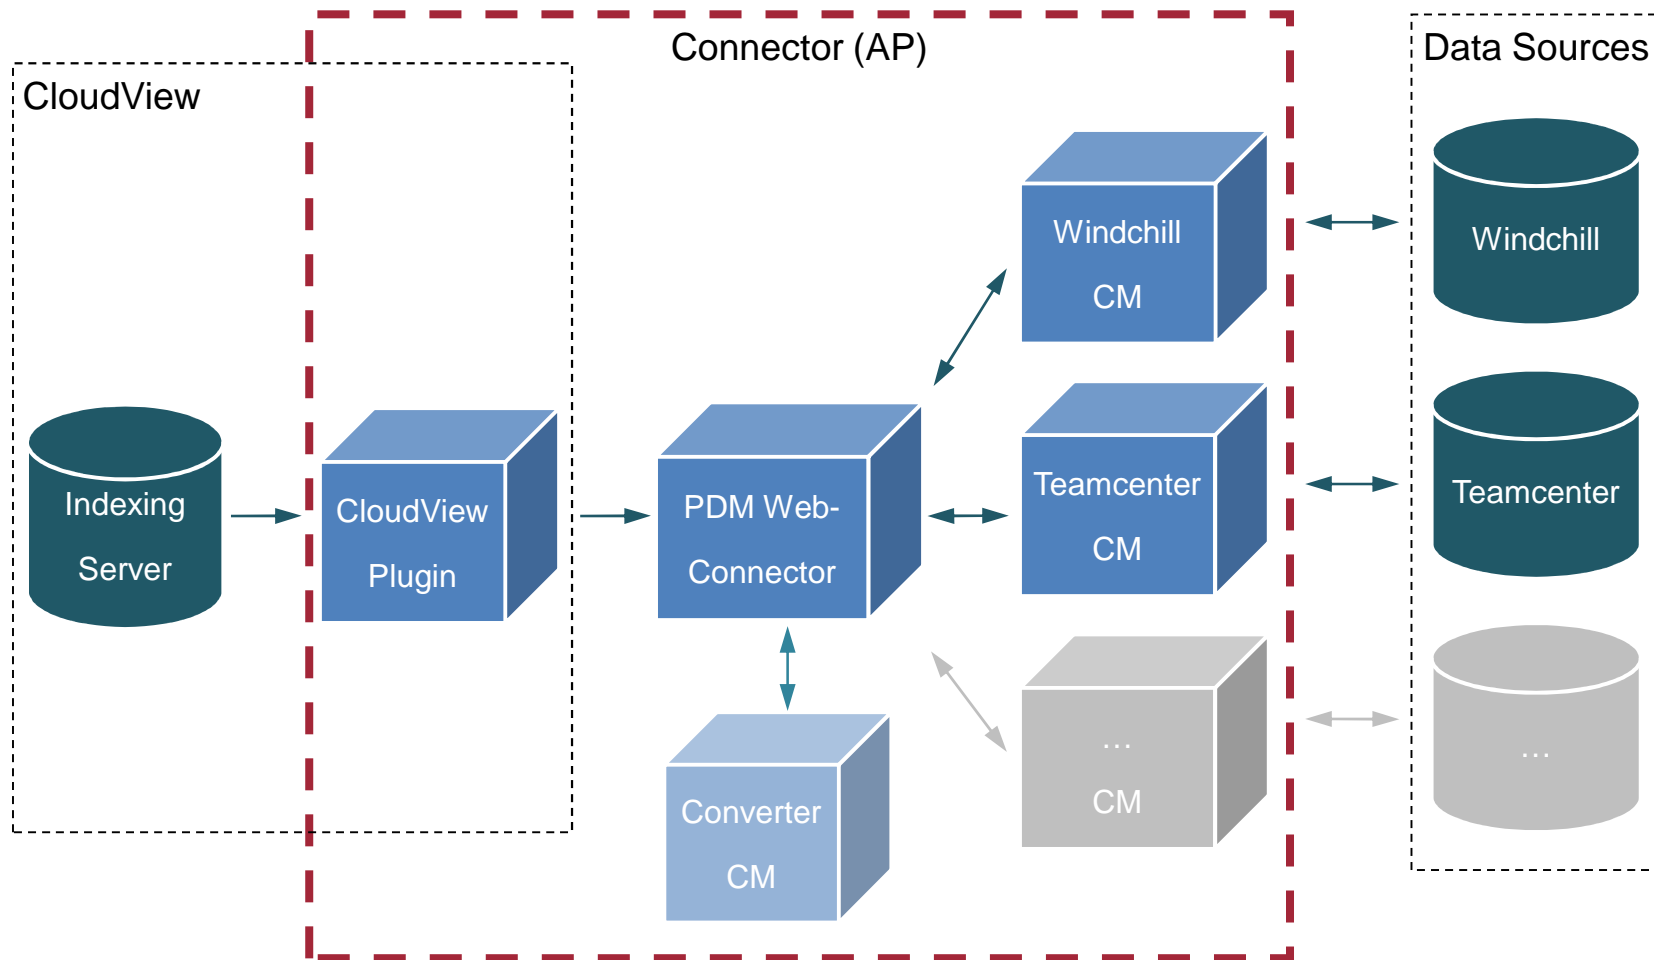 Connector (AP)
Data Sources
CloudView
Windchill
CM
Windchill
Indexing
Server
CloudView
Plugin
PDM Web-
Connector
Teamcenter
CM
Teamcenter
Converter
CM
...
CM
...